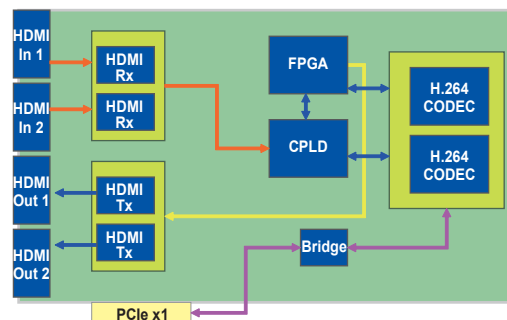 HDMI
In 1
HDMI
In 2
HDMI
Out 1
HDMI
Out 2
HDMI
Rx
HDMI
Rx
HDMI
Tx
HDMI
Tx
FPGA
CPLD
H.264
CODEC
H.264
CODEC
Bridge
PCIe x1